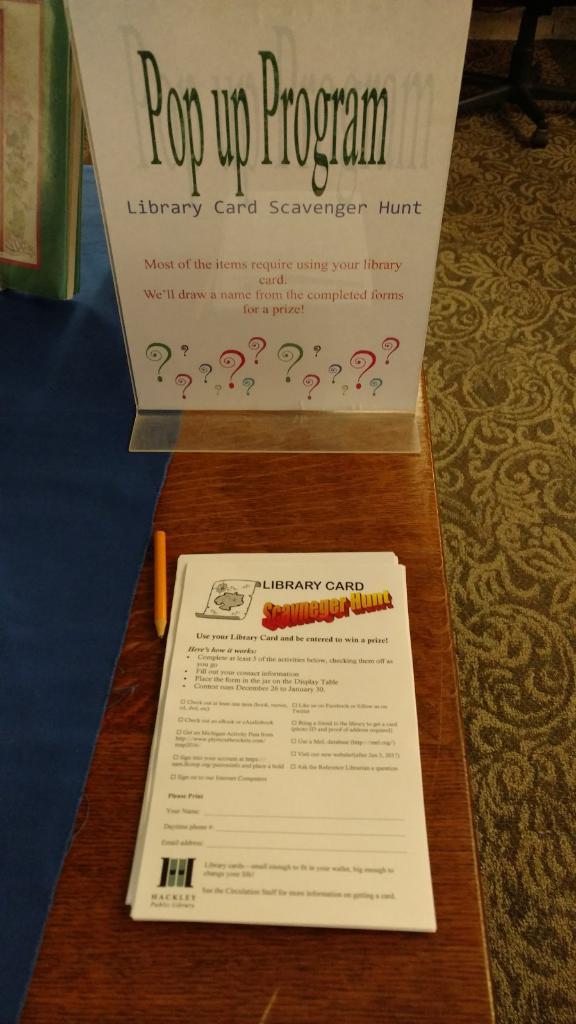 Pop up Program
Library Card Scavenger Hunt
Most of the items require using your library
card.
We'll draw a name from the completed forms
for a prize!
LIBRARY CARD
Scavneger Hunt
Use your Library Card and be entered to win a prize!
Here's how it works:
• Complete at least 5 of the activities below, checking them off as
you go
• Fill out your contact information
• Place the form in the jar on the Display Table
• Contest runs December 26 to January 30.
☐ Check out at least one item (book, movie,
cd, dvd, etc)
☐ Check out an eBook or eAudiobook
☐ Get an Michigan Activity Pass from
http://www.plymouthrockets.com/
map2016/
☐ Sign into your account at https://
and place a hold
☐ Sign on to our Internet Computers
☐ Like us on Facebook or follow us on
Twitter
☐ Bring a friend to the library to get a card
(photo ID and proof of address required)
☐ Use a MeL database (http://mel.org/)
☐ Visit our new website(after Jan 3, 2017)
☐ Ask the Reference Librarian a question
Please Print
Your Name:
Daytime phone #:
Email address:
Library cards—small enough to fit in your wallet, big enough to
change your life!
See the Circulation Staff for more information on getting a card.
HACKLEY
Public Library